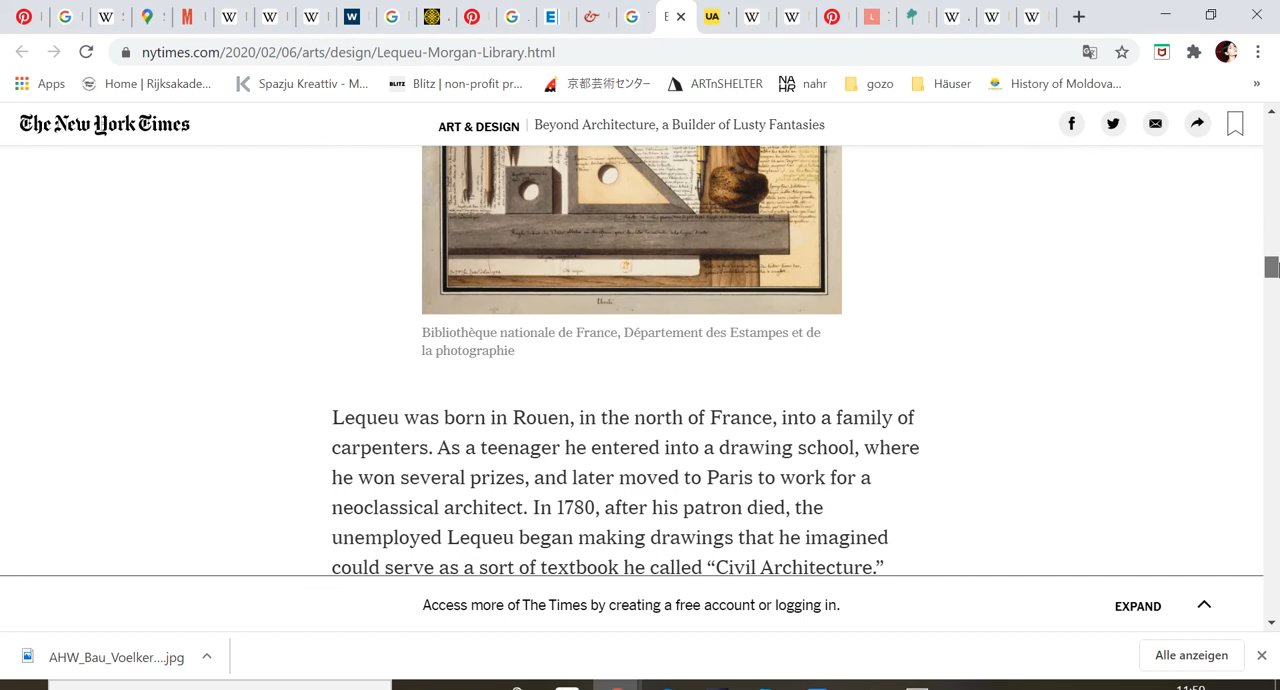 nytimes.com/2020/02/06/arts/design/Lequeu-Morgan-Library.html
Apps
Home | Rijksakade...
Spazju Kreattiv - M...
BLITZ Blitz | non-profit pr...
京都芸術センター
ARTnSHELTER
NA HR nahr
gozo
Häuser
History of Moldova...
»
The New York Times
ART & DESIGN
Beyond Architecture, a Builder of Lusty Fantasies
Bibliothèque nationale de France, Département des Estampes et de
la photographie
Lequeu was born in Rouen, in the north of France, into a family of
carpenters. As a teenager he entered into a drawing school, where
he won several prizes, and later moved to Paris to work for a
neoclassical architect. In 1780, after his patron died, the
unemployed Lequeu began making drawings that he imagined
could serve as a sort of textbook he called “Civil Architecture.”
Access more of The Times by creating a free account or logging in.
EXPAND
AHW_Bau_Voelker....jpg
Alle anzeigen